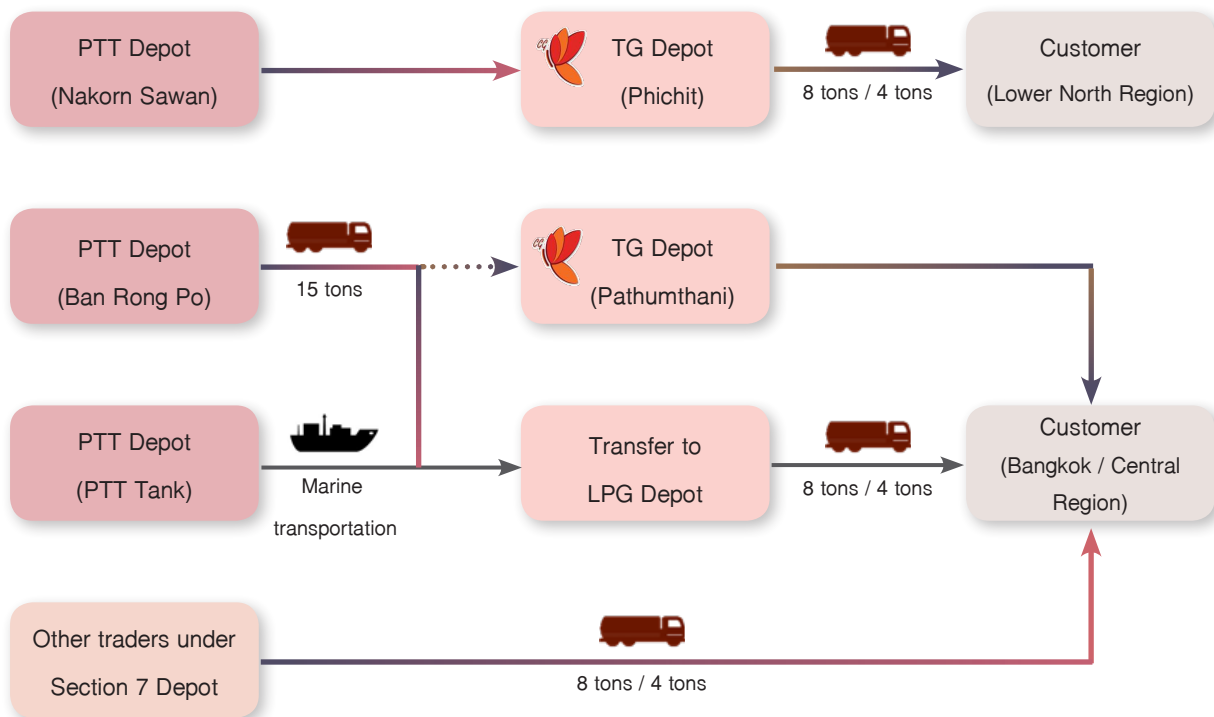 PTT Depot
(Nakorn Sawan)
CG
TG Depot
(Phichit)
8 tons / 4 tons
Customer
(Lower North Region)
PTT Depot
(Ban Rong Po)
15 tons
CG
TG Depot
(Pathumthani)
PTT Depot
(PTT Tank)
Marine
transportation
Transfer to
LPG Depot
8 tons / 4 tons
Customer
(Bangkok / Central
Region)
Other traders under
Section 7 Depot
8 tons / 4 tons